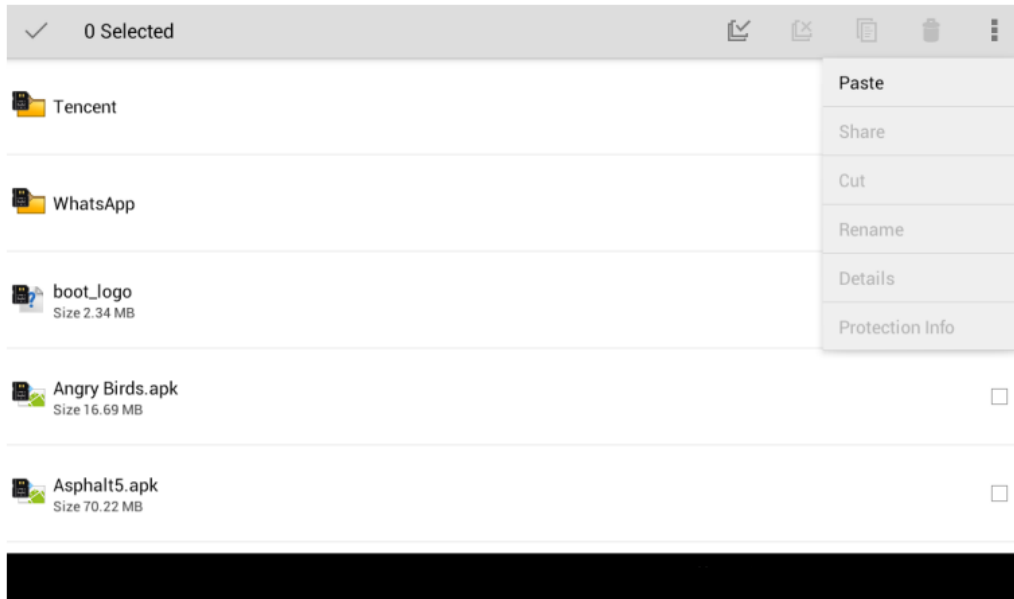 0 Selected
Paste
Tencent
Share
Cut
WhatsApp
Rename
Details
boot_logo
Size 2.34 MB
Protection Info
Angry Birds.apk
Size 16.69 MB
Asphalt5.apk
Size 70.22 MB